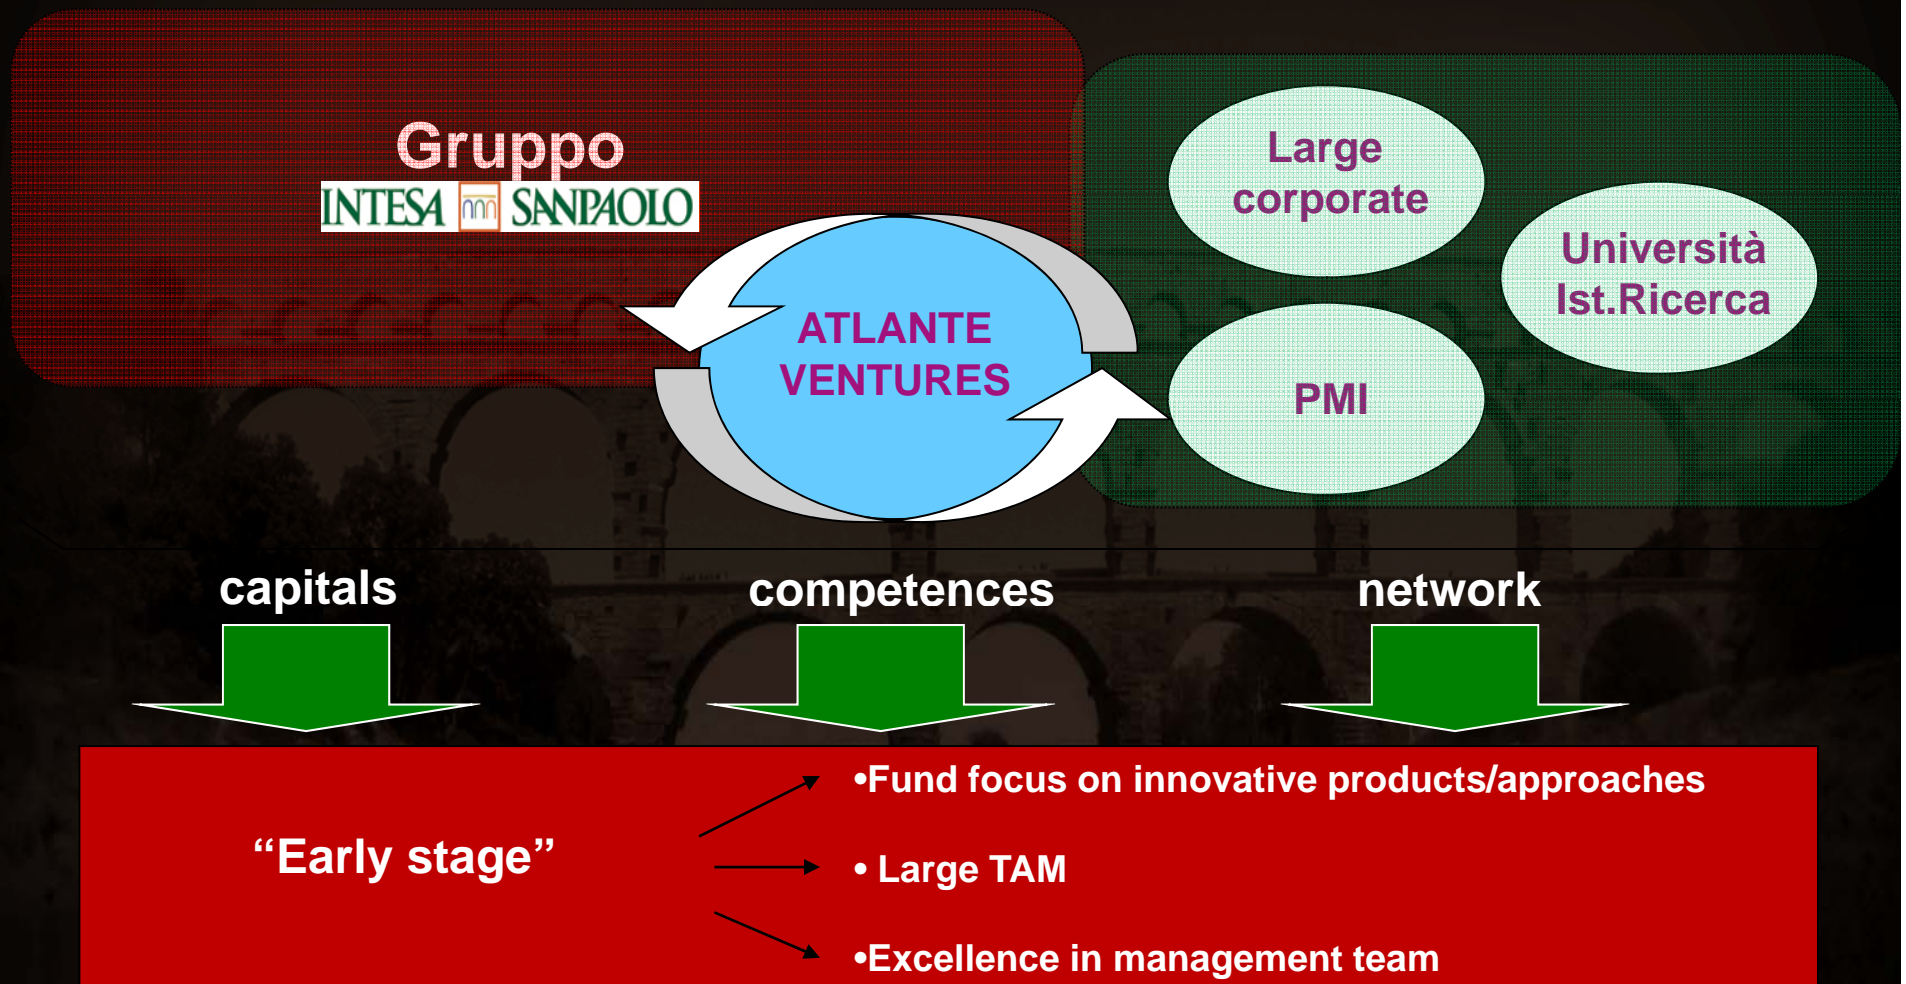 Gruppo
INTESA SANPAOLO
Large
corporate
Università
Ist.Ricerca
PMI
ATLANTE
VENTURES
capitals
competences
network
“Early stage”
•Fund focus on innovative products/approaches
• Large TAM
•Excellence in management team